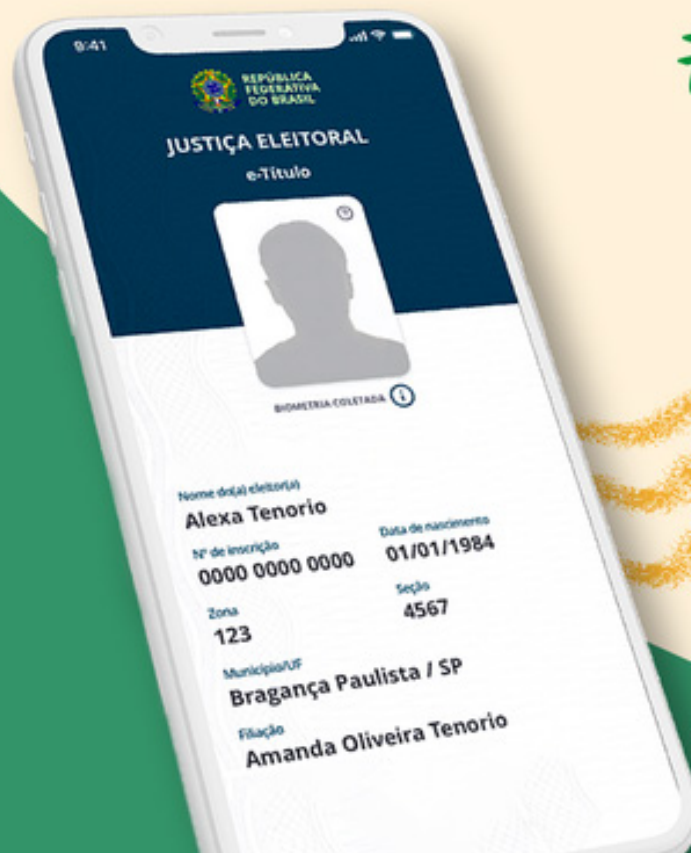 9:41
REPÚBLICA
FEDERATIVA
DO BRASIL
JUSTIÇA ELEITORAL
e-Título
BIOMETRIA COLETADA
Nome do(a) eleitor(a)
Alexa Tenorio
Nº de inscrição Data de nascimento
0000 0000 0000 01/01/1984
Zona Seção
123 4567
Município/UF
Bragança Paulista / SP
Filiação
Amanda Oliveira Tenorio